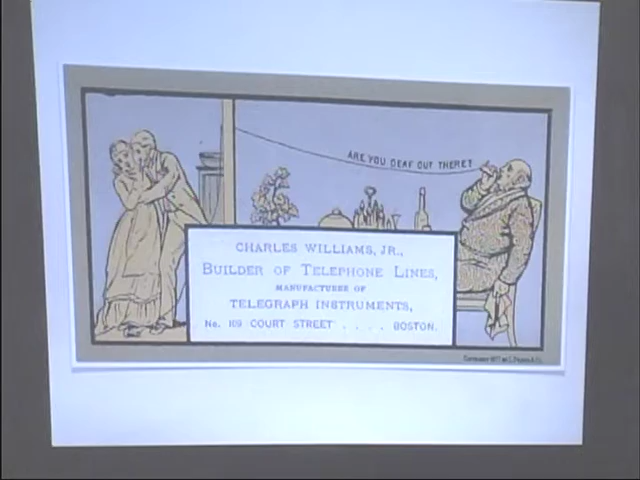 ARE YOU DEAF OUT THERE?
CHARLES WILLIAMS, JR.,
BUILDER OF TELEPHONE LINES,
MANUFACTURER OF
TELEGRAPH INSTRUMENTS,
No. 109 COURT STREET . . . . BOSTON.